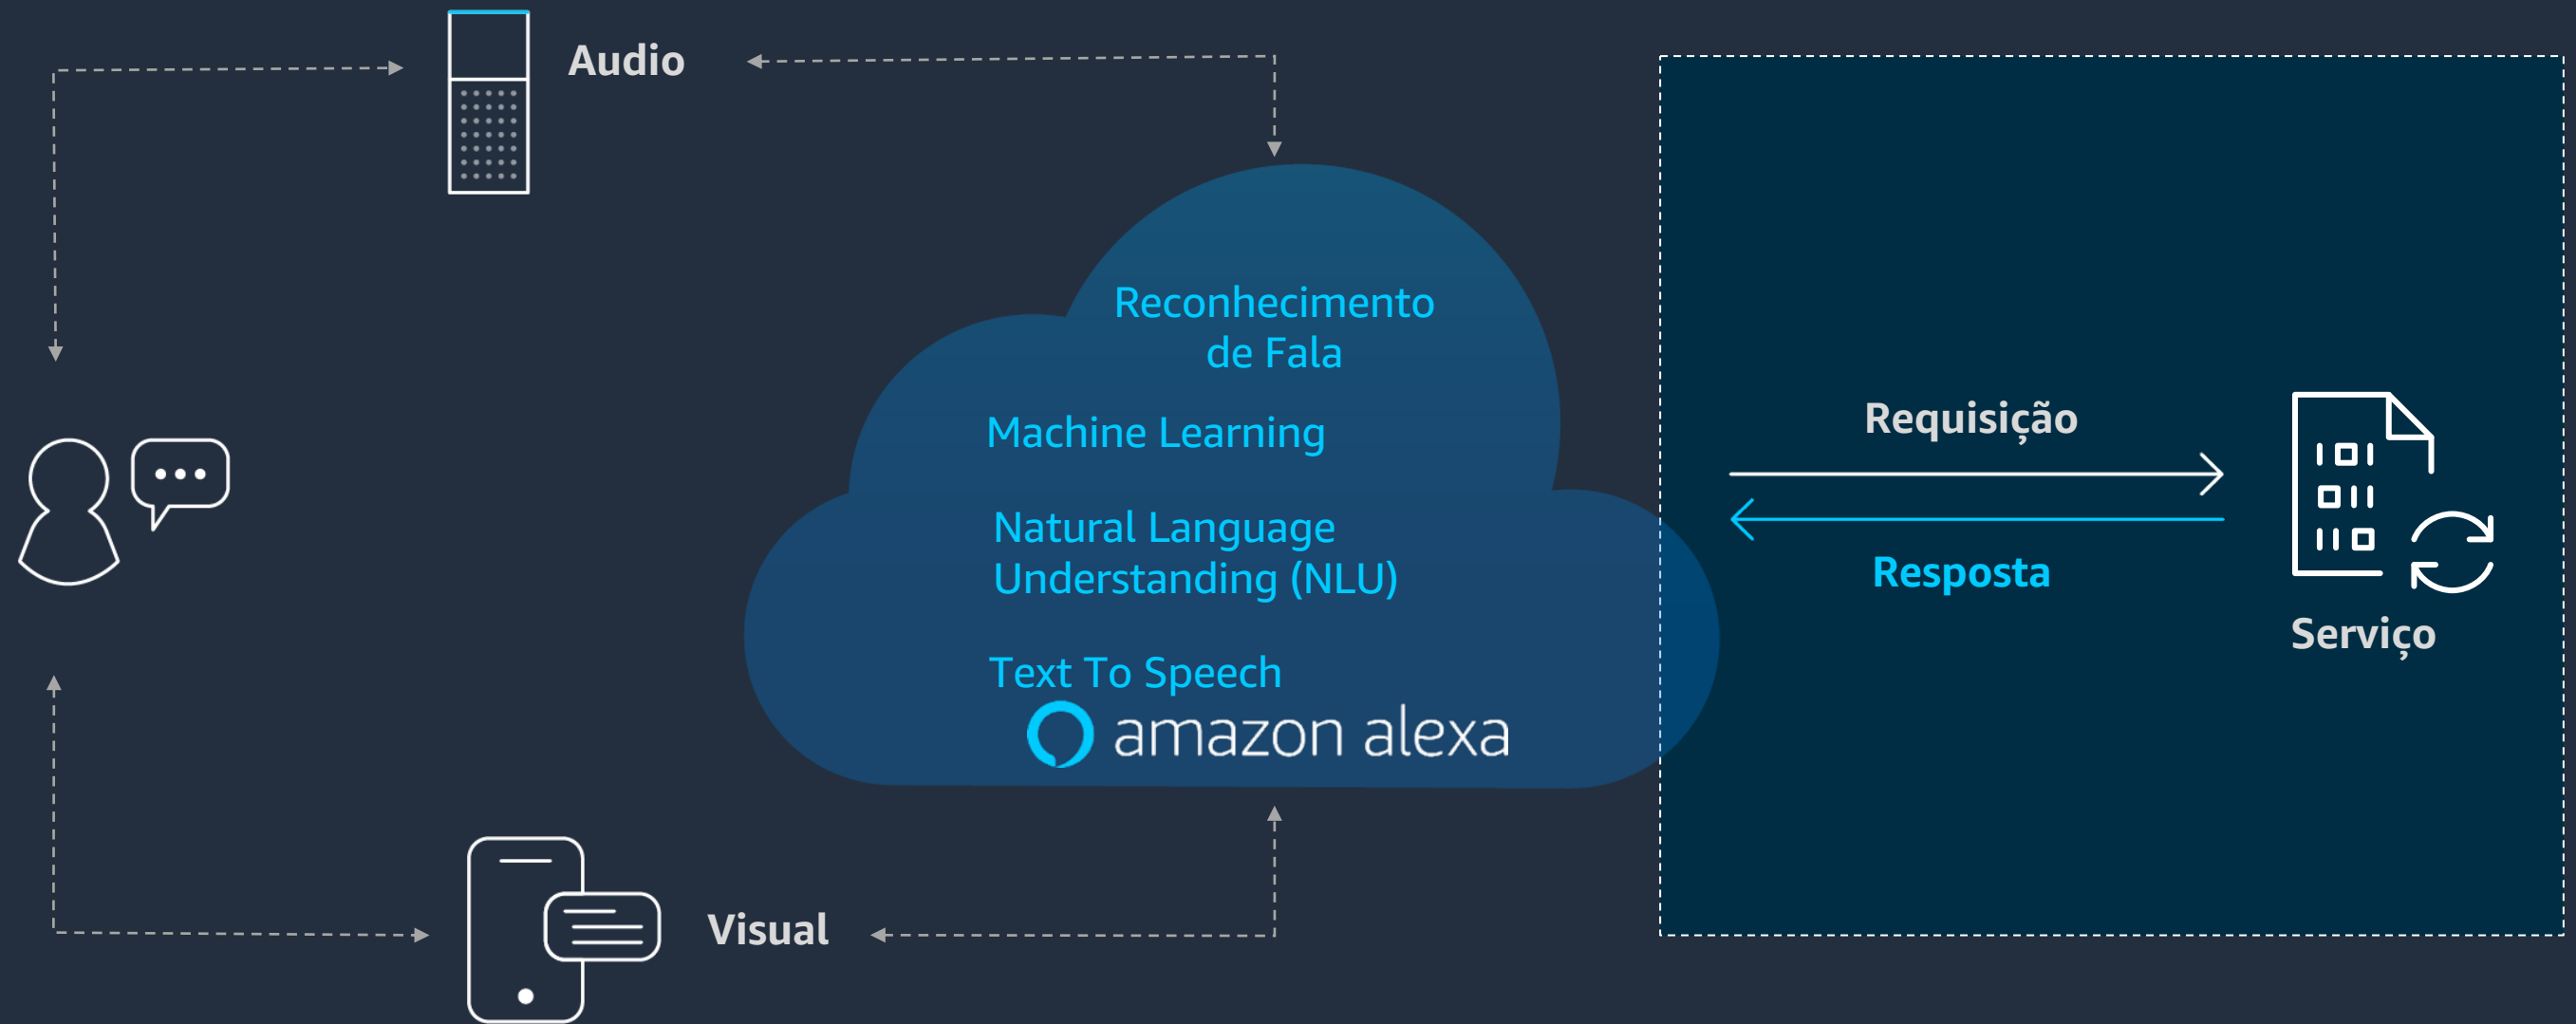 Audio
Reconhecimento
de Fala
Machine Learning
Natural Language
Understanding (NLU)
Text To Speech
amazon alexa
Requisição
Resposta
Serviço
Visual